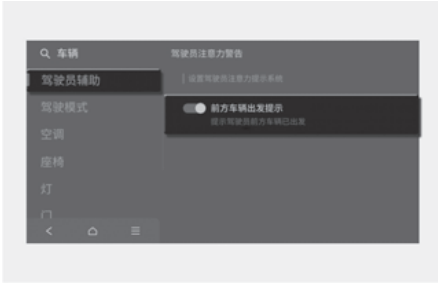 车辆
驾驶员辅助
驾驶模式
空调
座椅
灯
驾驶员注意力警告
设置驾驶员注意力提示系统
前方车辆出发提示
提示驾驶员前方车辆已出发